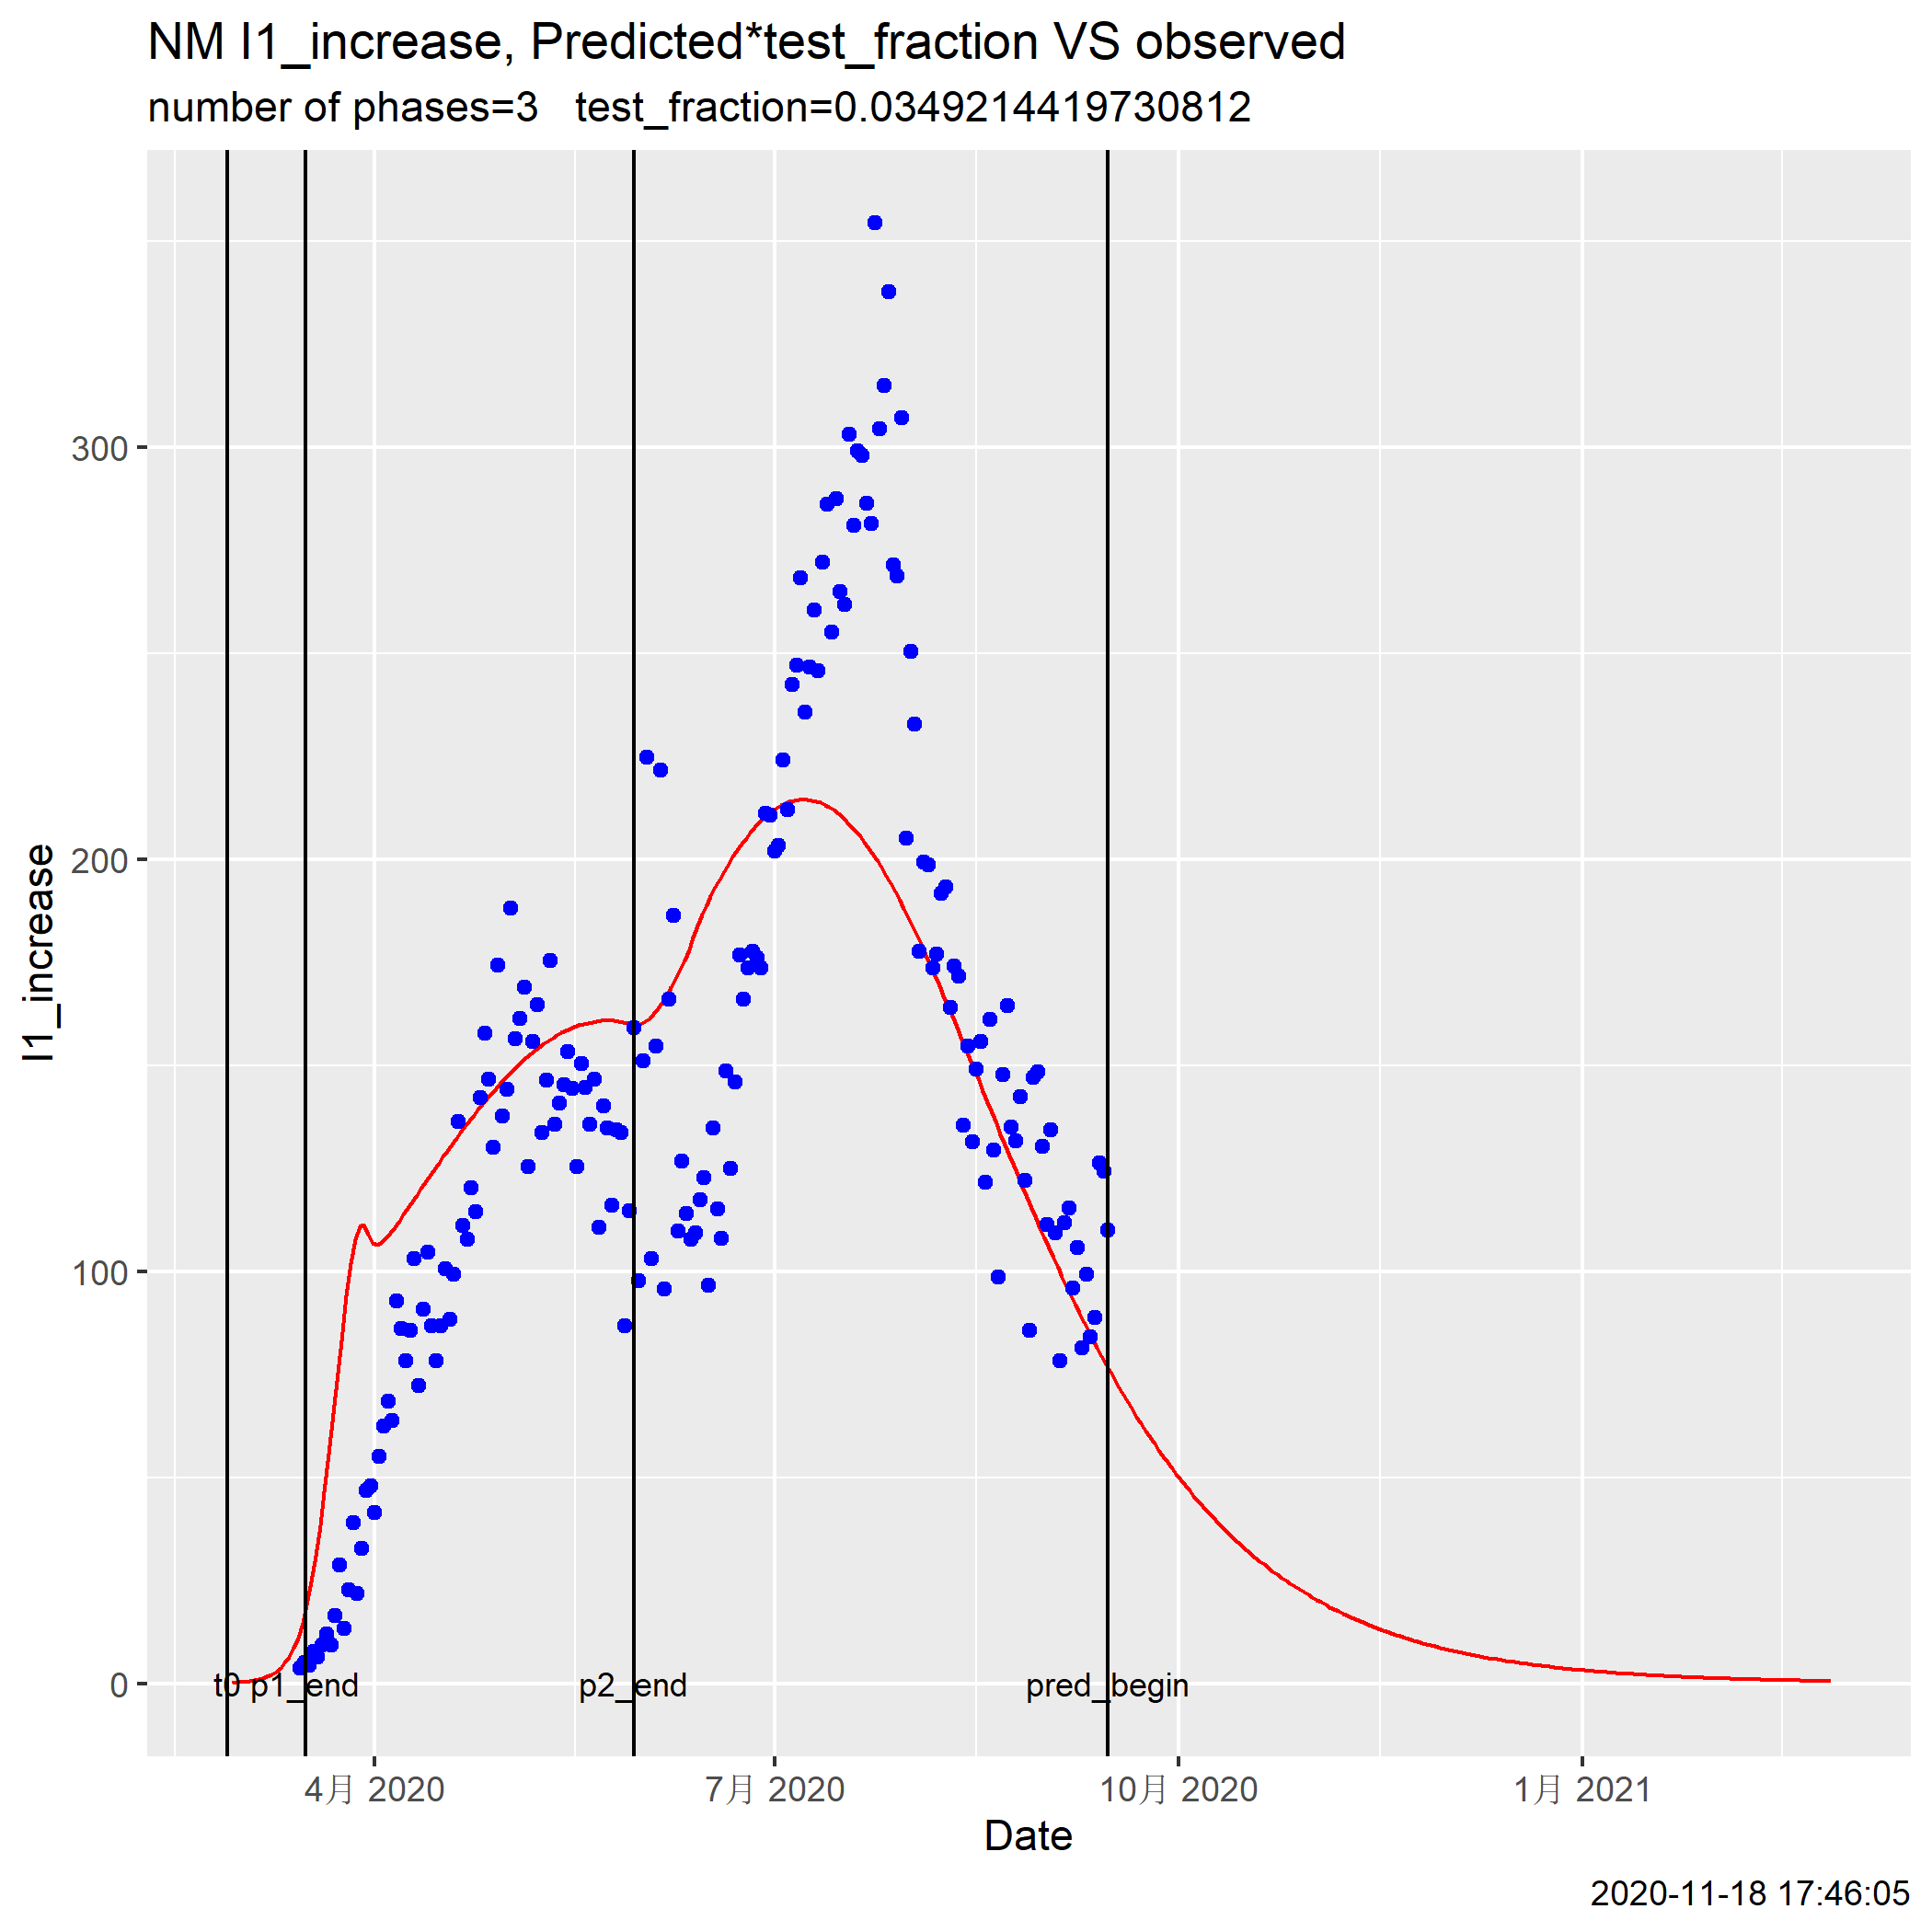 NM I1_increase, Predicted*test_fraction VS observed
number of phases=3   test_fraction=0.0349214419730812
I1_increase
300
200
100
0
t0 p1_end p2_end pred_begin
4月 2020 7月 2020 10月 2020 1月 2021
Date
2020-11-18 17:46:05